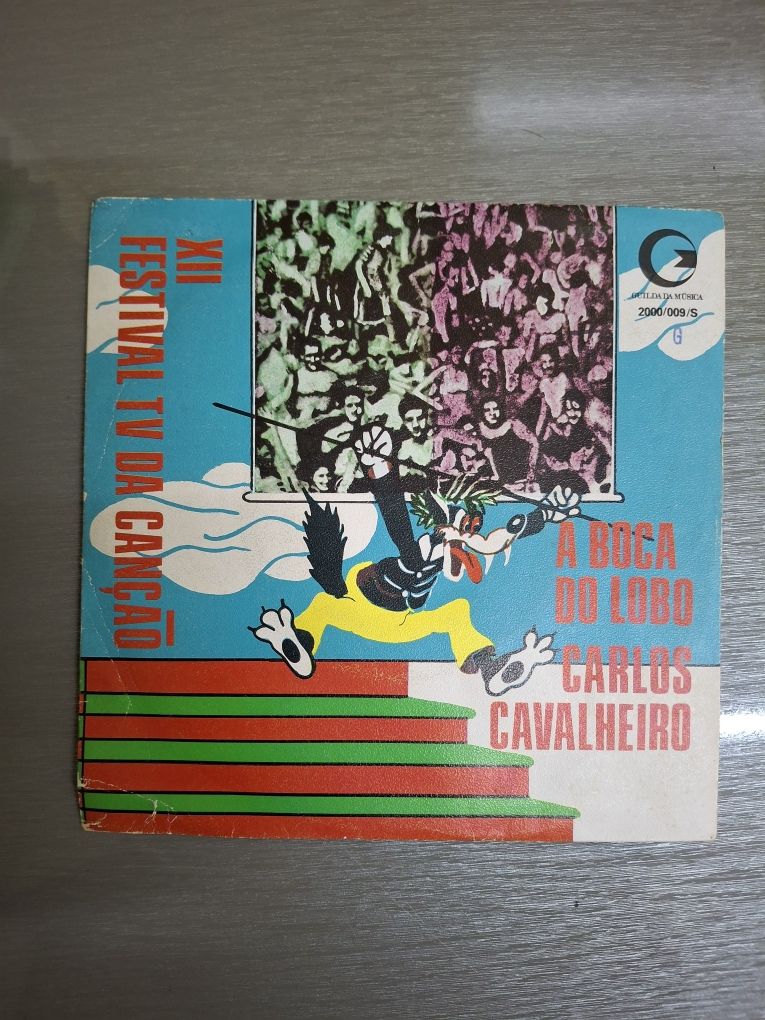 XII
FESTIVAL TV DA CANÇÃO
GUILDA DA MÚSICA
2000/009/S
G
A BOCA
DO LOBO
CARLOS
CAVALHEIRO